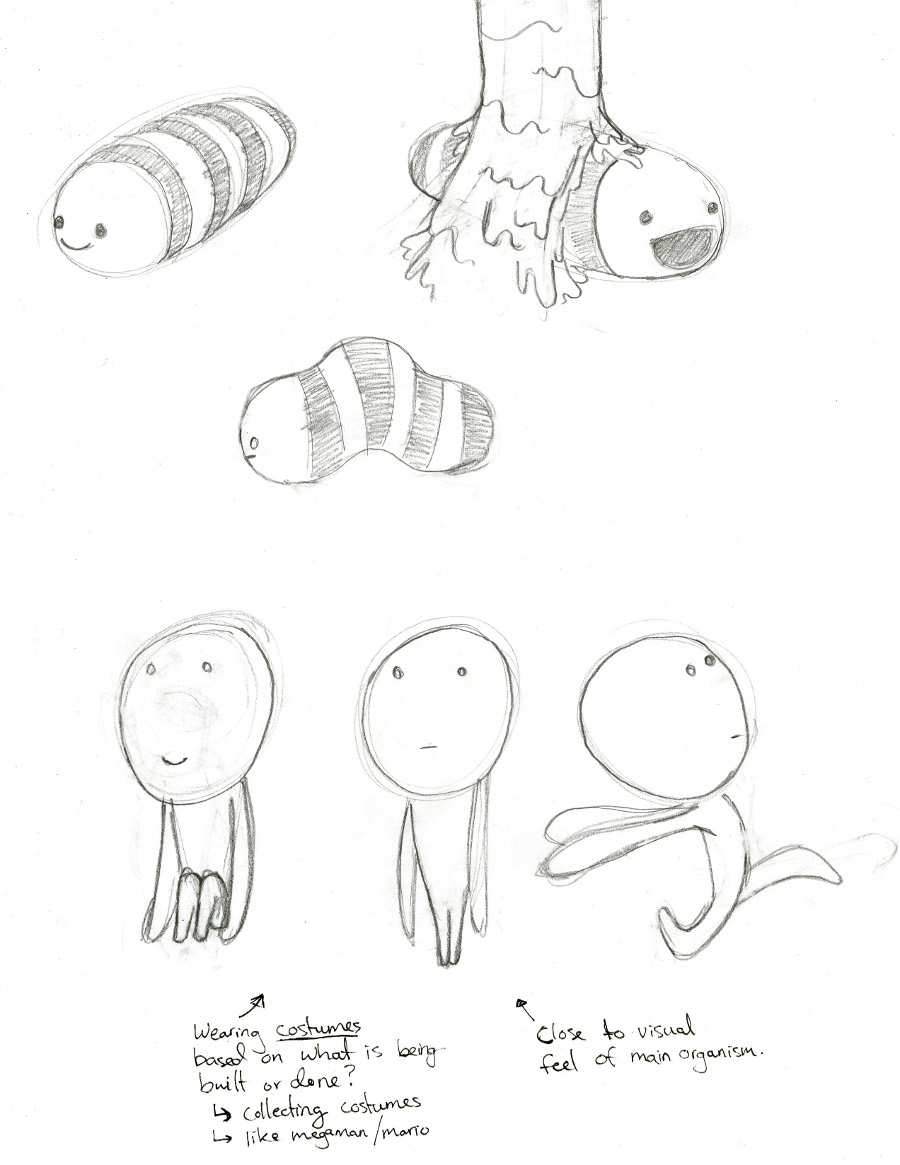 Wearing costumes
based on what is being
built or done?
↳ collecting costumes
↳ like megaman/mario
Close to visual
feel of main organism.